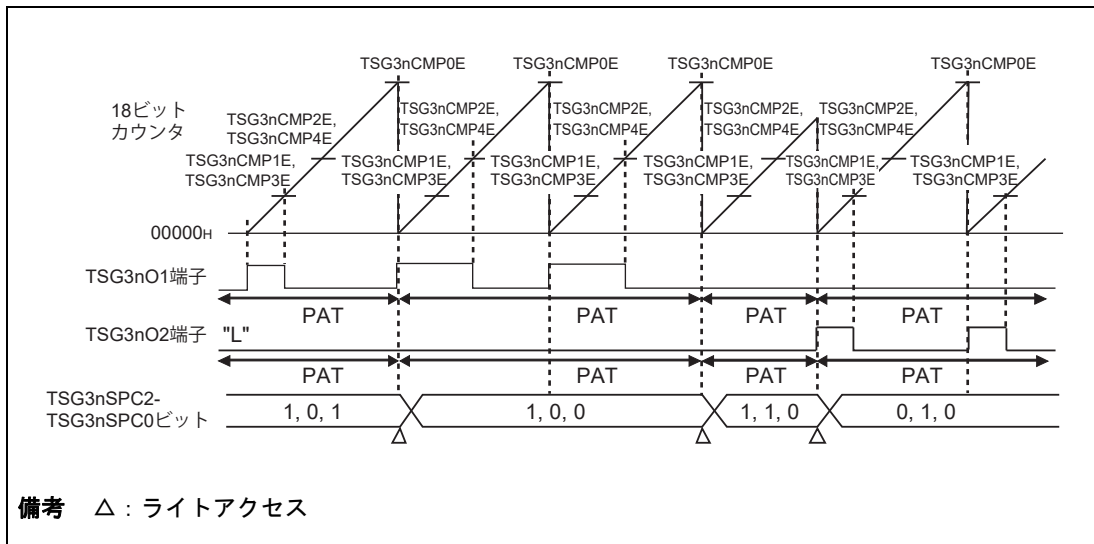 TSG3nCMP0E TSG3nCMP0E TSG3nCMP0E TSG3nCMP0E
18ビット
カウンタ
TSG3nCMP2E,
TSG3nCMP4E
TSG3nCMP2E,
TSG3nCMP4E
TSG3nCMP2E,
TSG3nCMP4E
TSG3nCMP2E,
TSG3nCMP4E
TSG3nCMP2E,
TSG3nCMP4E
TSG3nCMP1E,
TSG3nCMP3E
TSG3nCMP1E,
TSG3nCMP3E
TSG3nCMP1E,
TSG3nCMP3E
TSG3nCMP1E,
TSG3nCMP3E
TSG3nCMP1E,
TSG3nCMP3E
TSG3nCMP1E,
TSG3nCMP3E
00000H
TSG3nO1端子
PAT PAT PAT PAT
TSG3nO2端子 "L"
PAT PAT PAT PAT
TSG3nSPC2-
TSG3nSPC0ビット
1, 0, 1 1, 0, 0 1, 1, 0 0, 1, 0
備考 △：ライトアクセス